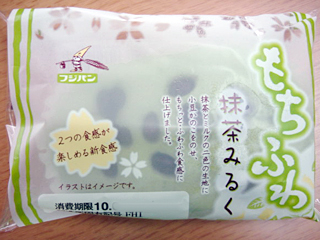 もちふわ
抹茶みるく
抹茶とミルクの二色の生地に
小豆かのこをのせ、
もちっとふわふわ食感に
仕上げました。
フジパン
2つの食感が
楽しめる新食感
イラストはイメージです。
消費期限10.